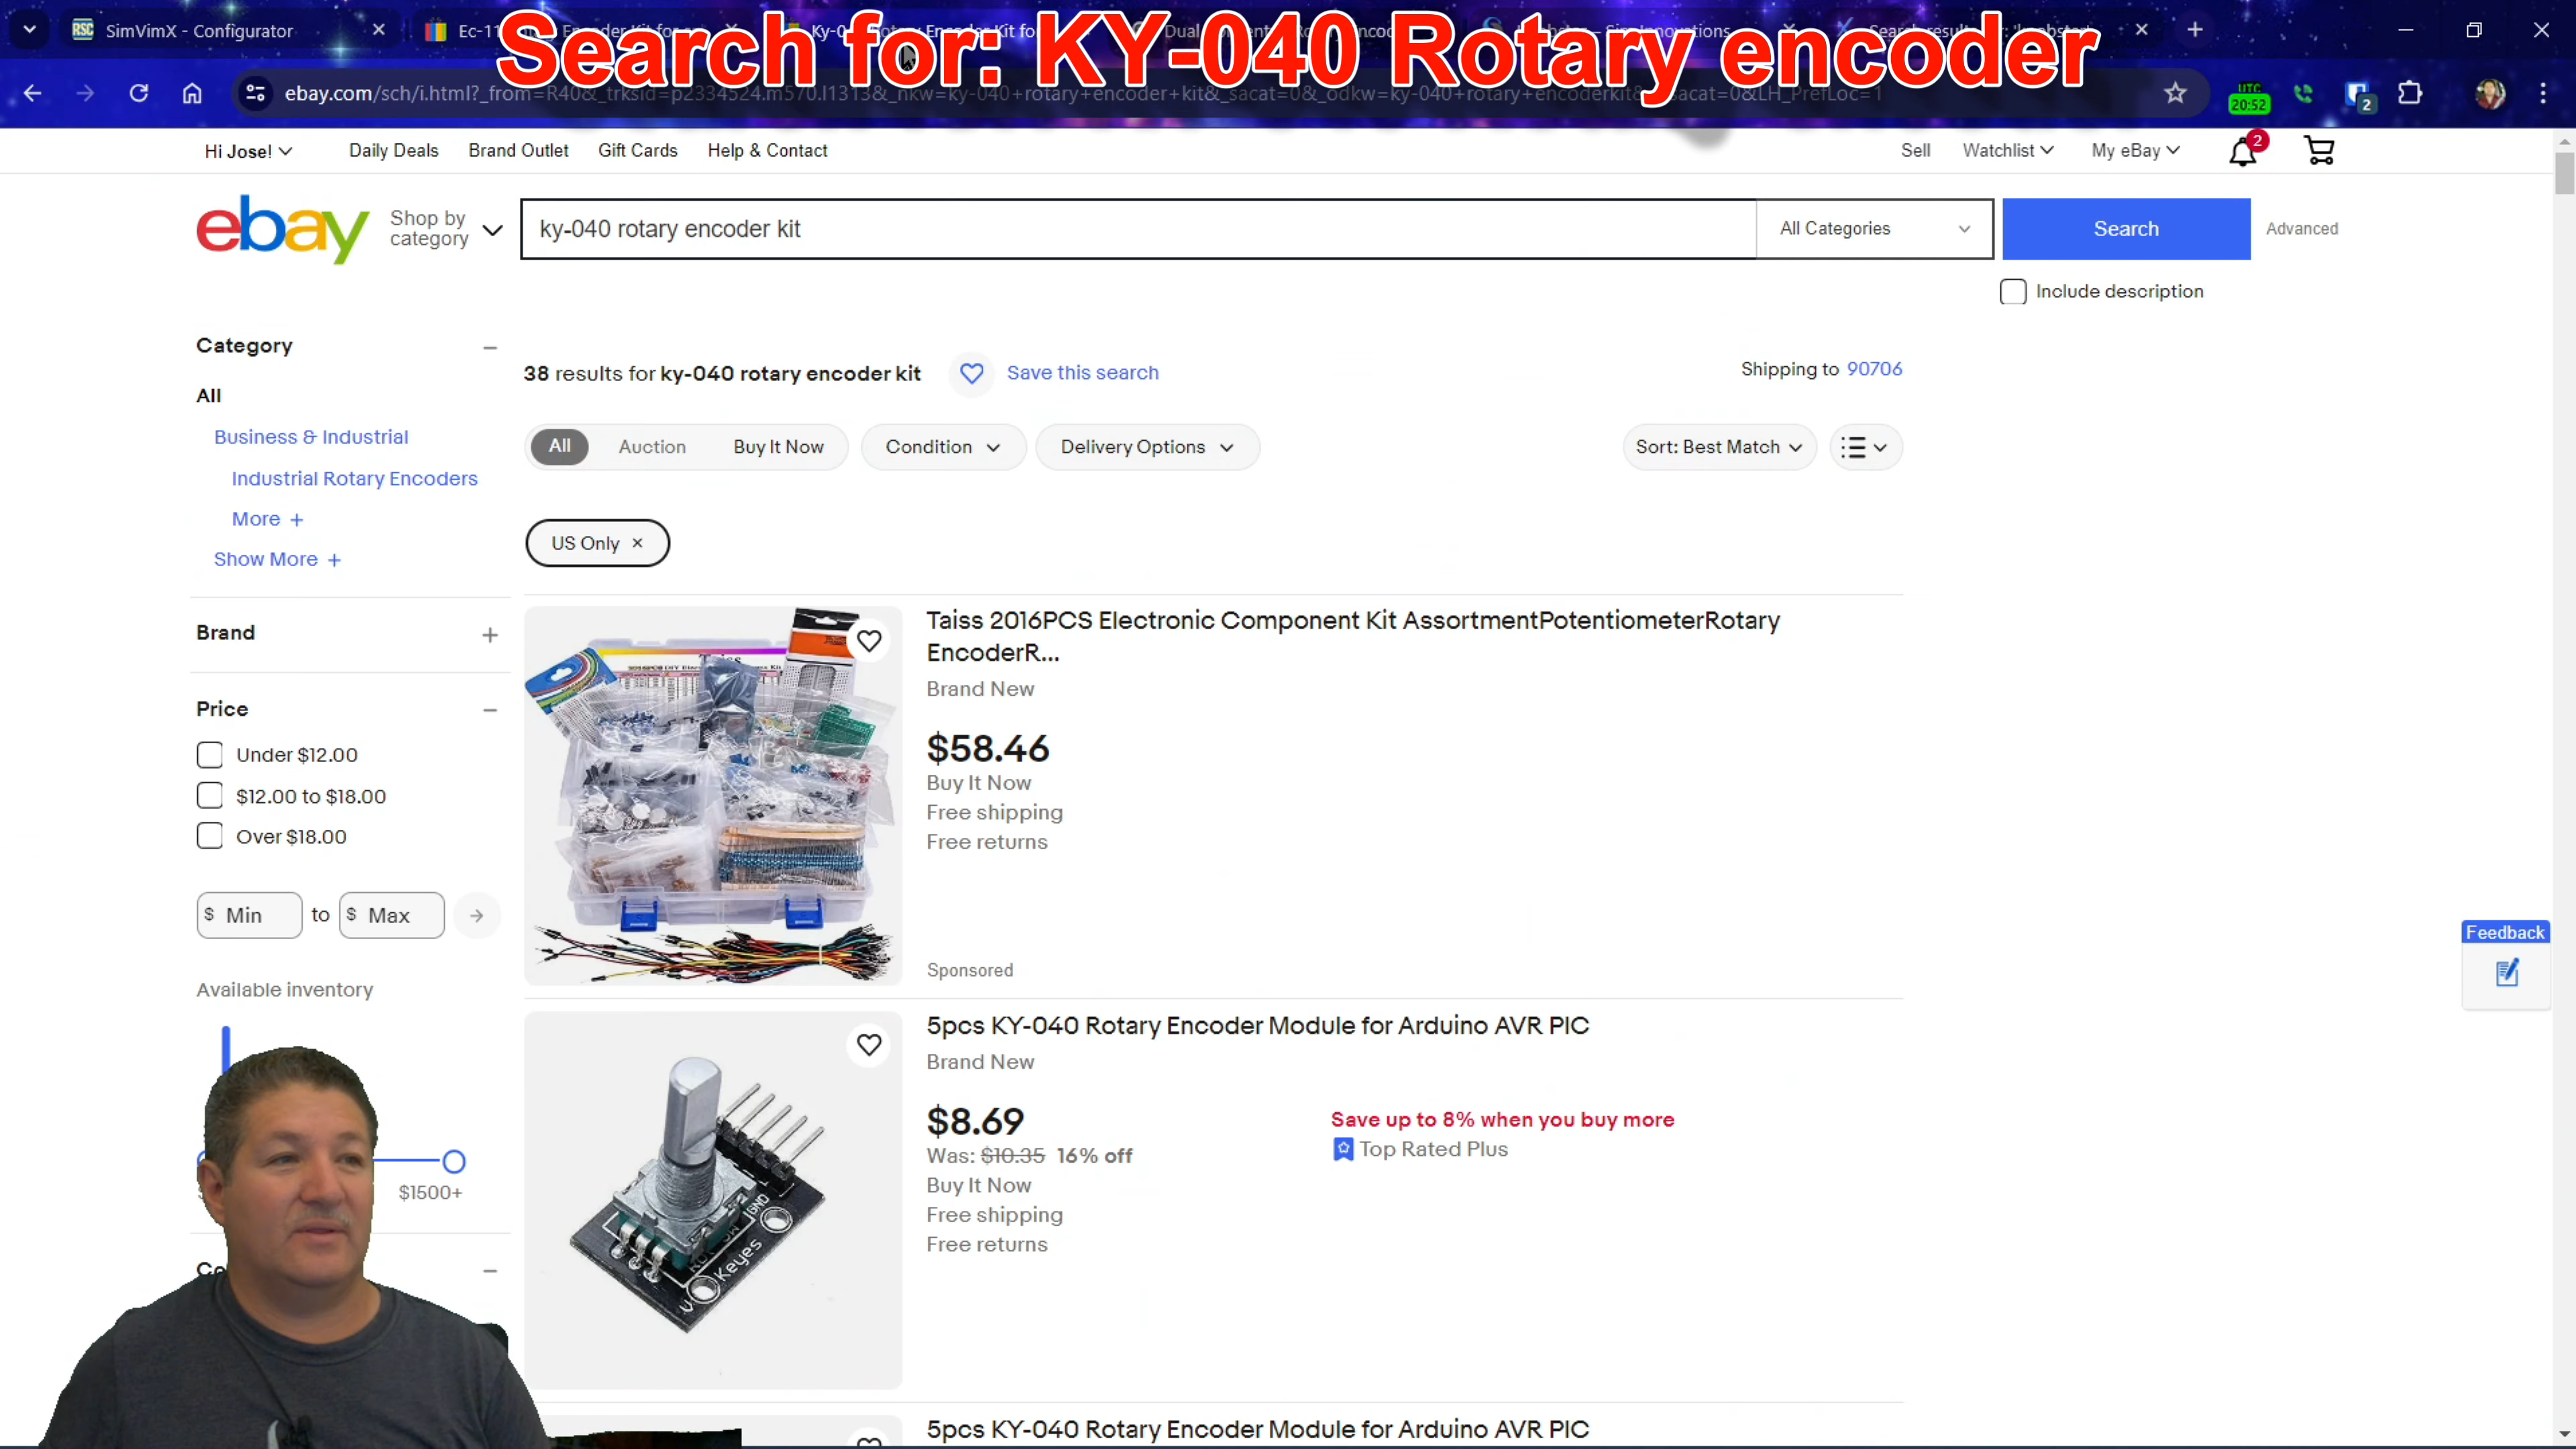 Search for: KY-040 Rotary encoder
RSC SimVimX - Configurator
ebay.com/sch/i.html?_from=R40&_trksid=p2334524.m570.l1313&_nkw=ky-040+rotary+encoder+kit&_sacat=0&_odkw=ky-040+rotary+encoderkit&_osacat=0&LH_PrefLoc=1
UTC
20:52
2
Hi Jose!
Daily Deals
Brand Outlet
Gift Cards
Help & Contact
Sell
Watchlist
My eBay
2
ebay
Shop by
category
ky-040 rotary encoder kit
All Categories
Search
Advanced
Include description
Category
All
Business & Industrial
Industrial Rotary Encoders
More +
Show More +
38 results for ky-040 rotary encoder kit
Save this search
Shipping to 90706
All
Auction
Buy It Now
Condition
Delivery Options
Sort: Best Match
US Only ×
Brand
Price
Under $12.00
$12.00 to $18.00
Over $18.00
$ Min to $ Max
Available inventory
$1500+
Taiss 2016PCS Electronic Component Kit AssortmentPotentiometerRotary
EncoderR...
Brand New
$58.46
Buy It Now
Free shipping
Free returns
Sponsored
5pcs KY-040 Rotary Encoder Module for Arduino AVR PIC
Brand New
$8.69
Was: $10.35 16% off
Buy It Now
Free shipping
Free returns
Save up to 8% when you buy more
Top Rated Plus
GND
Keyes
Feedback
5pcs KY-040 Rotary Encoder Module for Arduino AVR PIC